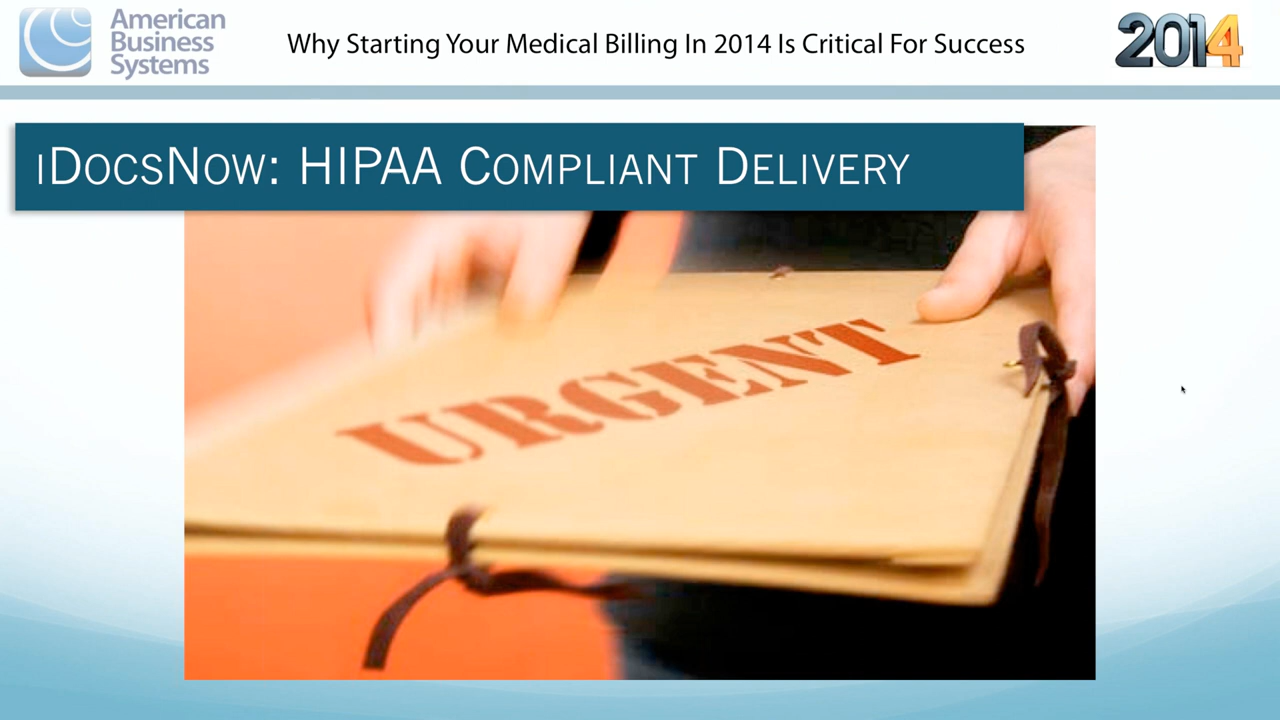 American
Business
Systems
Why Starting Your Medical Billing In 2014 Is Critical For Success
2014
iDocsNow: HIPAA Compliant Delivery
URGENT